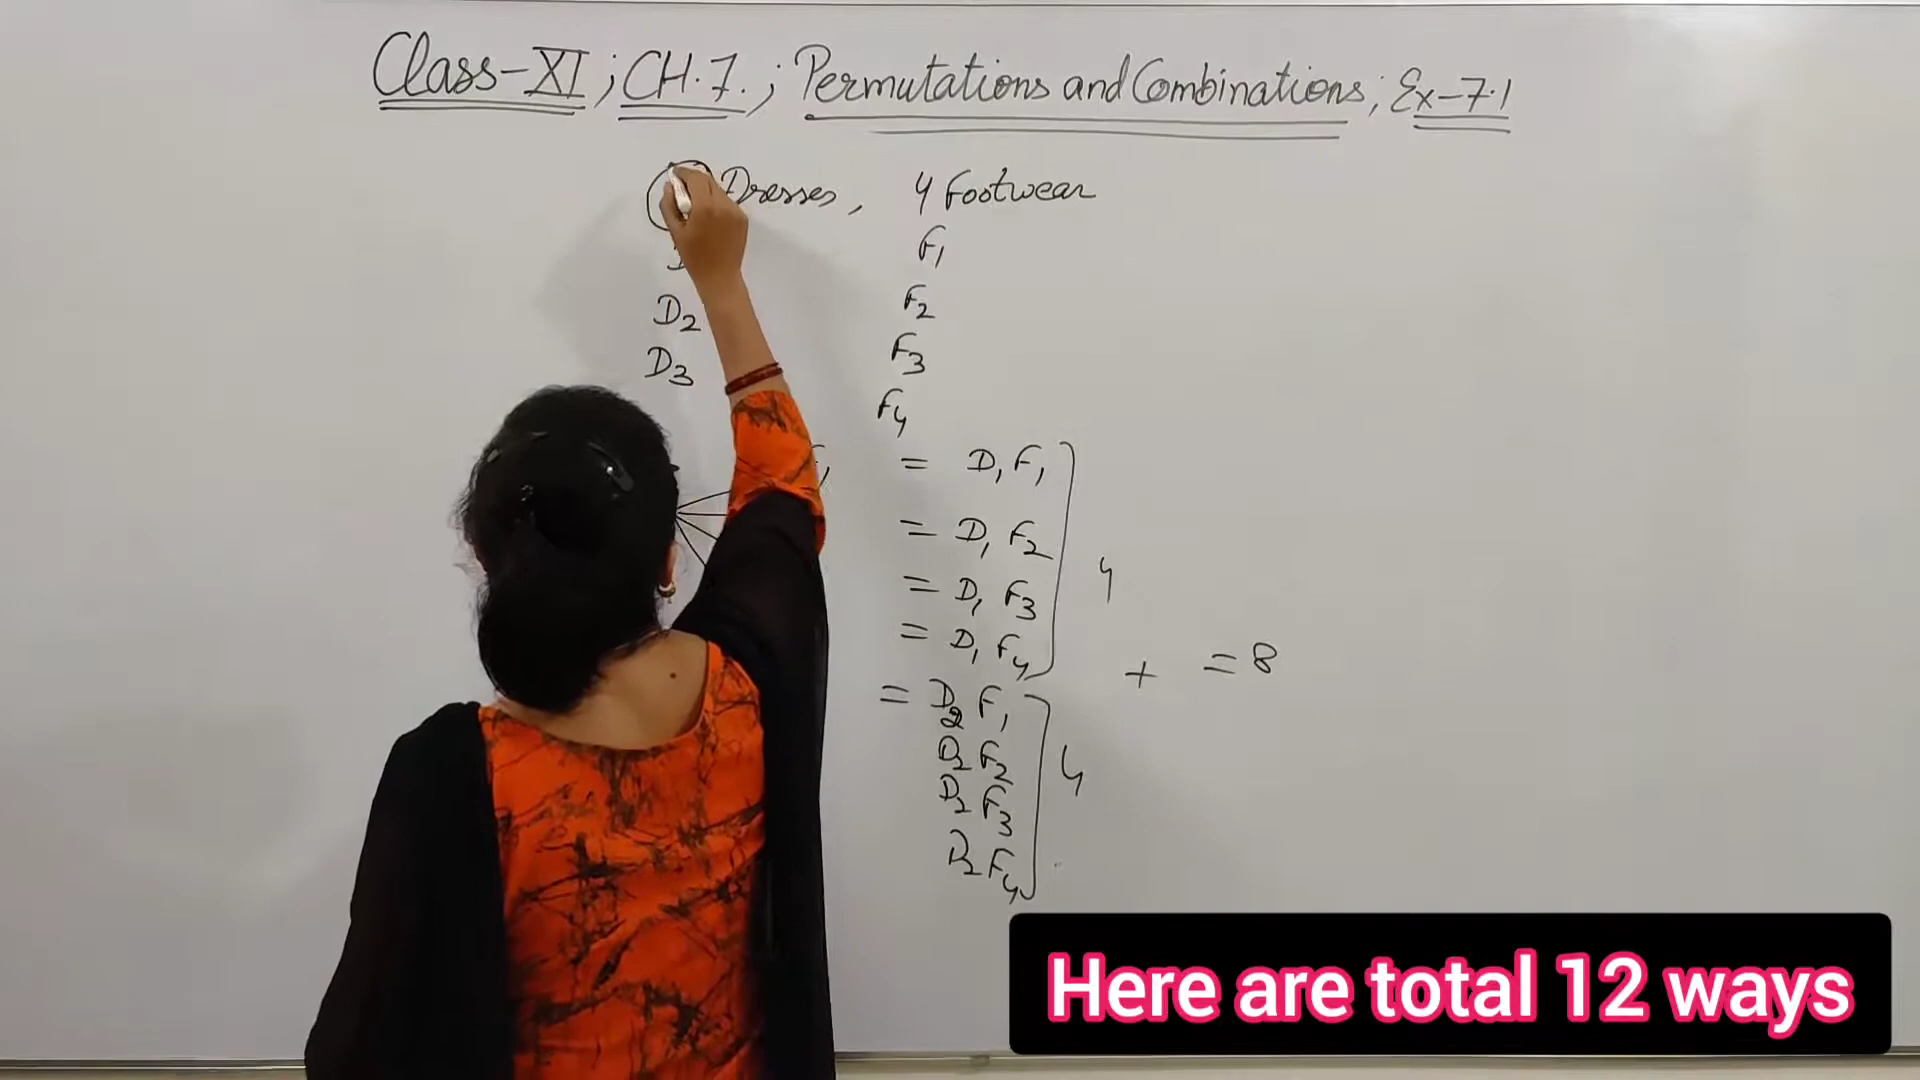 Class-XI ; CH.7. ; Permutations and Combinations ; Ex-7.1
Dresses, 4 Footwear
F1
D2 F2
D3 F3
F4
= D1 F1
= D1 F2
= D1 F3 4
= D1 F4
+ = 8
= D2 F1
D2 F2 4
D2 F3
D2 F4
Here are total 12 ways